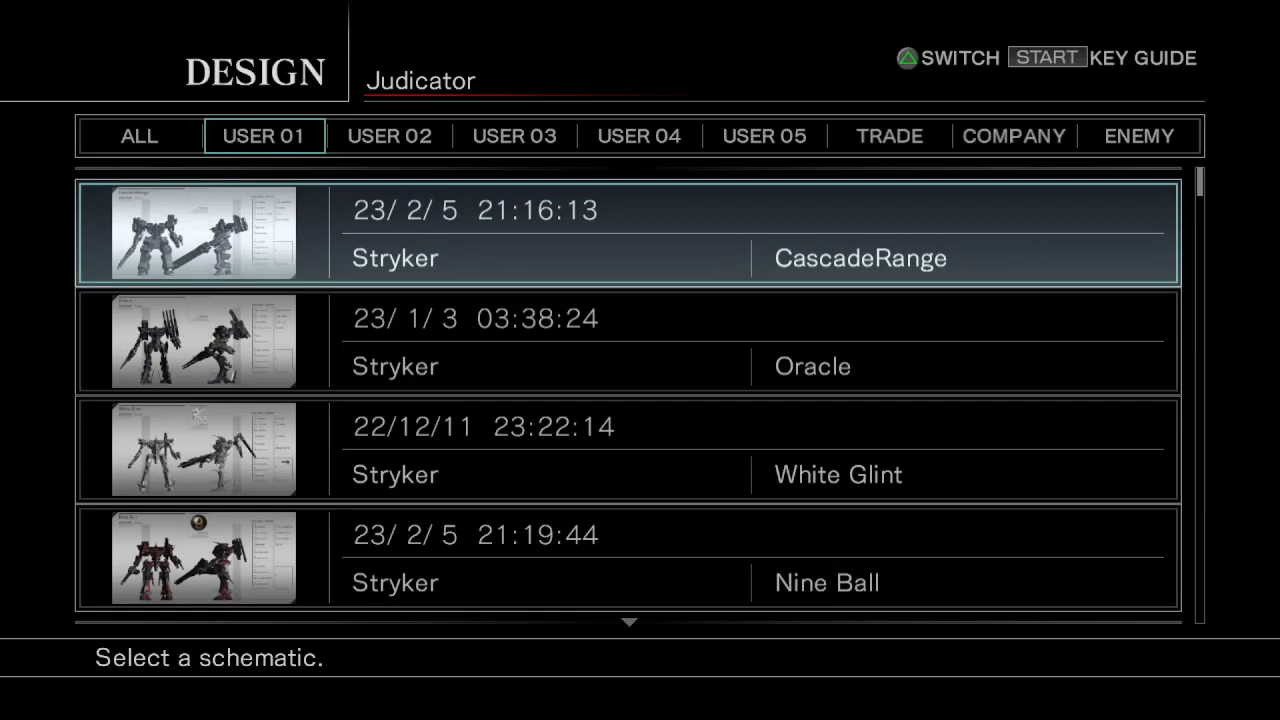 DESIGN
Judicator
SWITCH START KEY GUIDE
ALL USER 01 USER 02 USER 03 USER 04 USER 05 TRADE COMPANY ENEMY
23/ 2/ 5 21:16:13
Stryker CascadeRange
23/ 1/ 3 03:38:24
Stryker Oracle
22/12/11 23:22:14
Stryker White Glint
23/ 2/ 5 21:19:44
Stryker Nine Ball
Select a schematic.